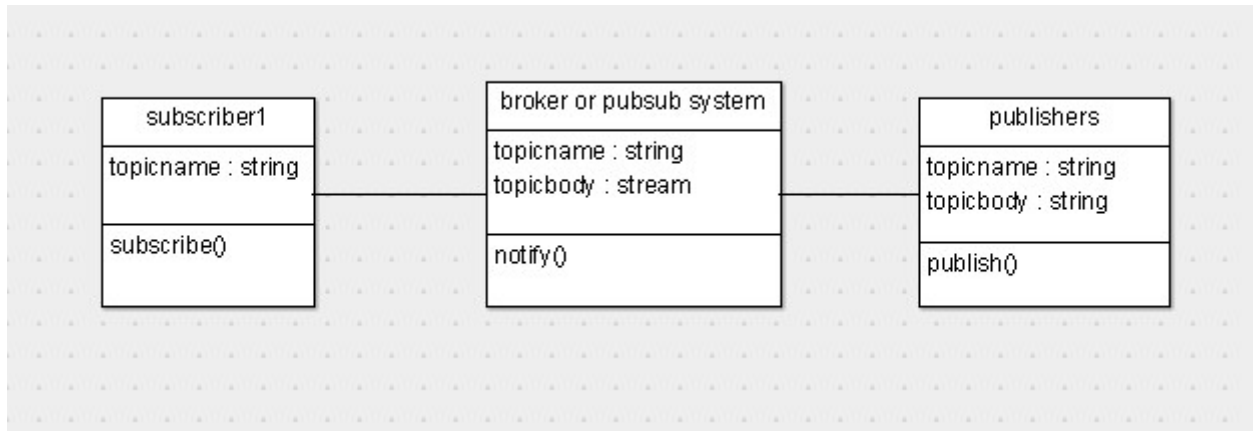 subscriber1
topicname : string
subscribe()
broker or pubsub system
topicname : string
topicbody : stream
notify()
publishers
topicname : string
topicbody : string
publish()